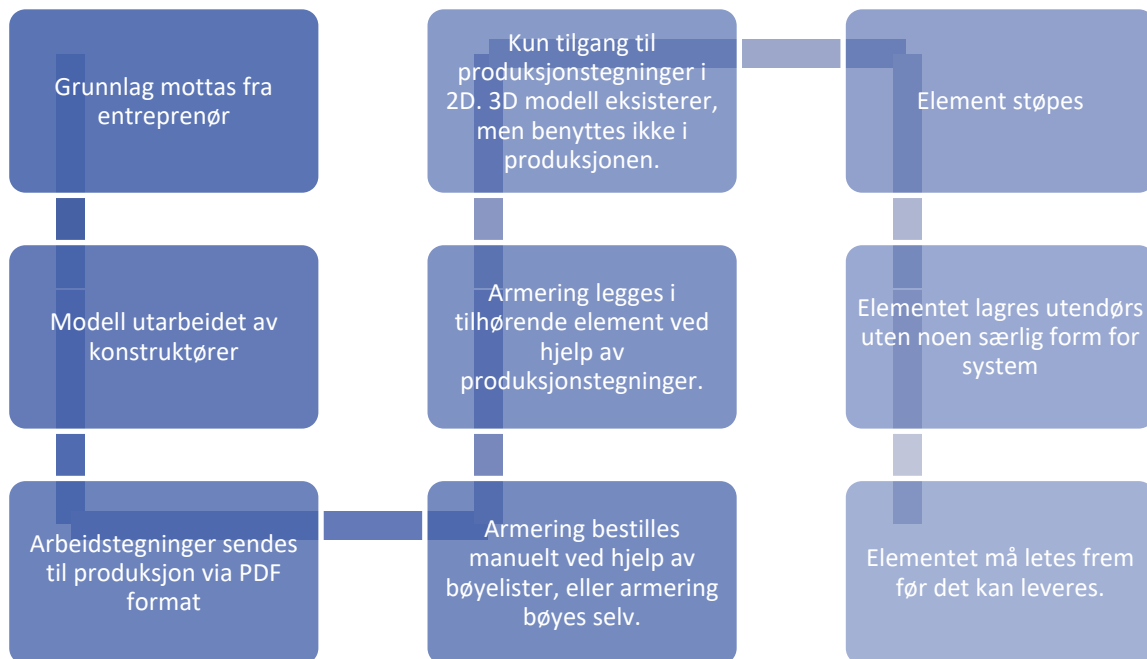 Grunnlag mottas fra
entreprenør
Modell utarbeidet av
konstruktører
Arbeidstegninger sendes
til produksjon via PDF
format
Armering bestilles
manuelt ved hjelp av
bøyelister, eller armering
bøyes selv.
Armering legges i
tilhørende element ved
hjelp av
produksjonstegninger.
Kun tilgang til
produksjonstegninger i
2D. 3D modell eksisterer,
men benyttes ikke i
produksjonen.
Element støpes
Elementet lagres utendørs
uten noen særlig form for
system
Elementet må letes frem
før det kan leveres.